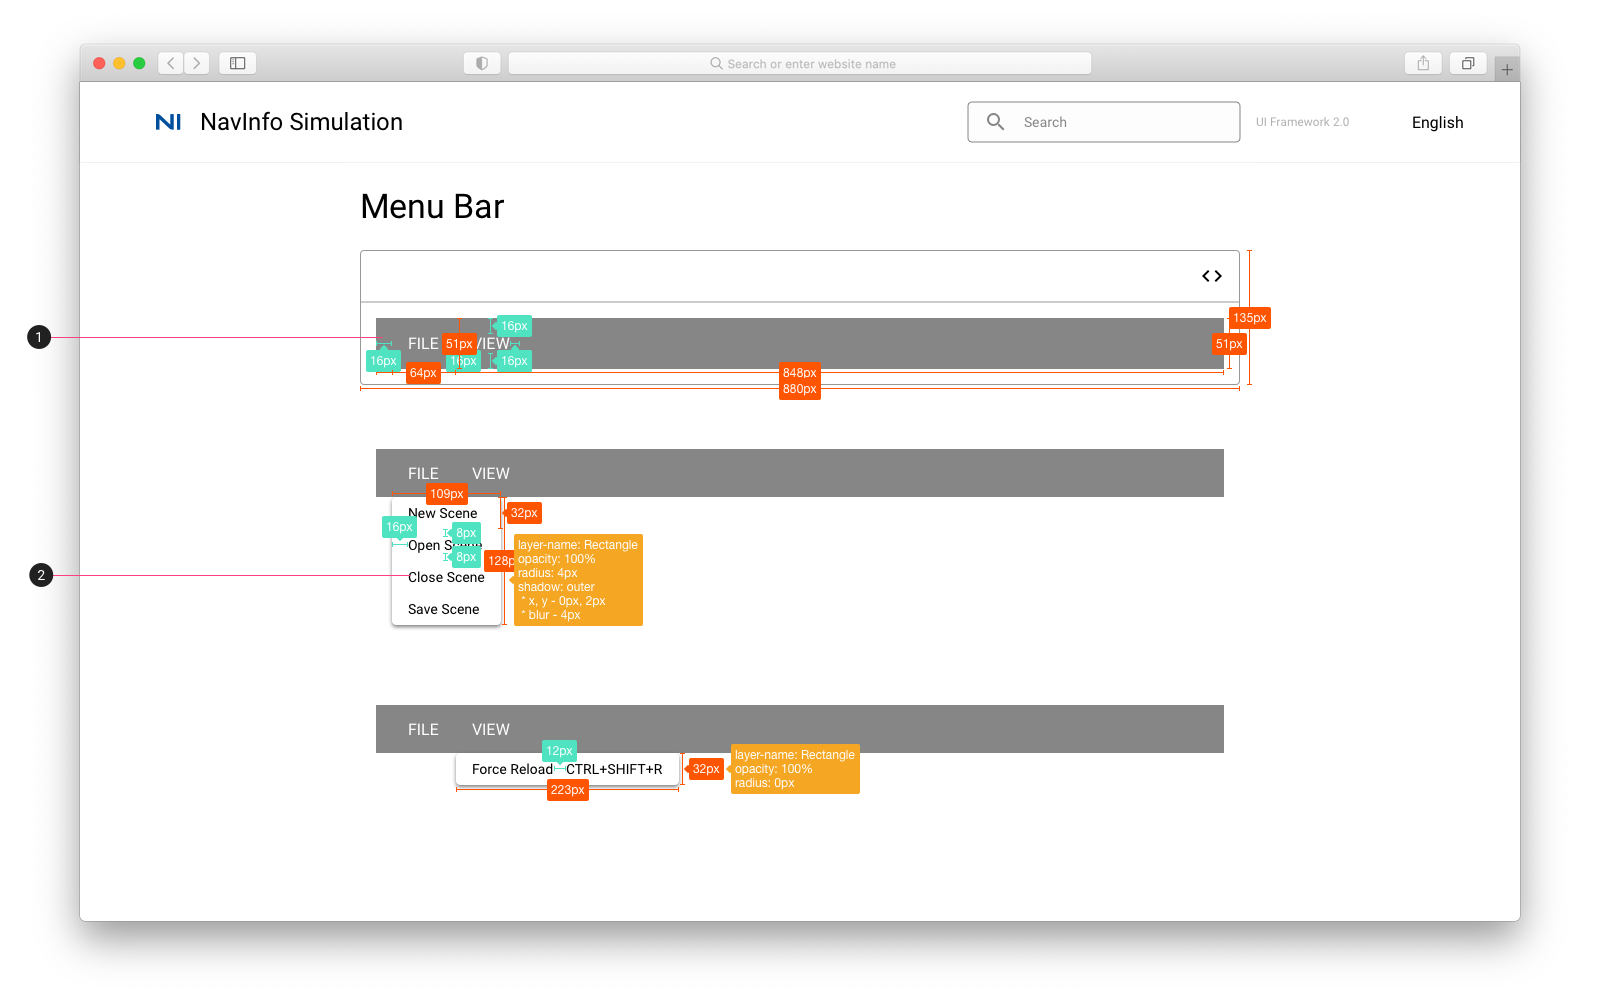 Search or enter website name
NI NavInfo Simulation
Search
UI Framework 2.0
English
Menu Bar
< >
1
FILE
VIEW
51px
16px
16px
16px
16px
64px
848px
880px
135px
51px
FILE
VIEW
109px
New Scene
32px
16px
8px
Open Scene
8px
128px
2
Close Scene
Save Scene
layer-name: Rectangle
opacity: 100%
radius: 4px
shadow: outer
* x, y - 0px, 2px
* blur - 4px
FILE
VIEW
12px
Force Reload
CTRL+SHIFT+R
32px
223px
layer-name: Rectangle
opacity: 100%
radius: 0px